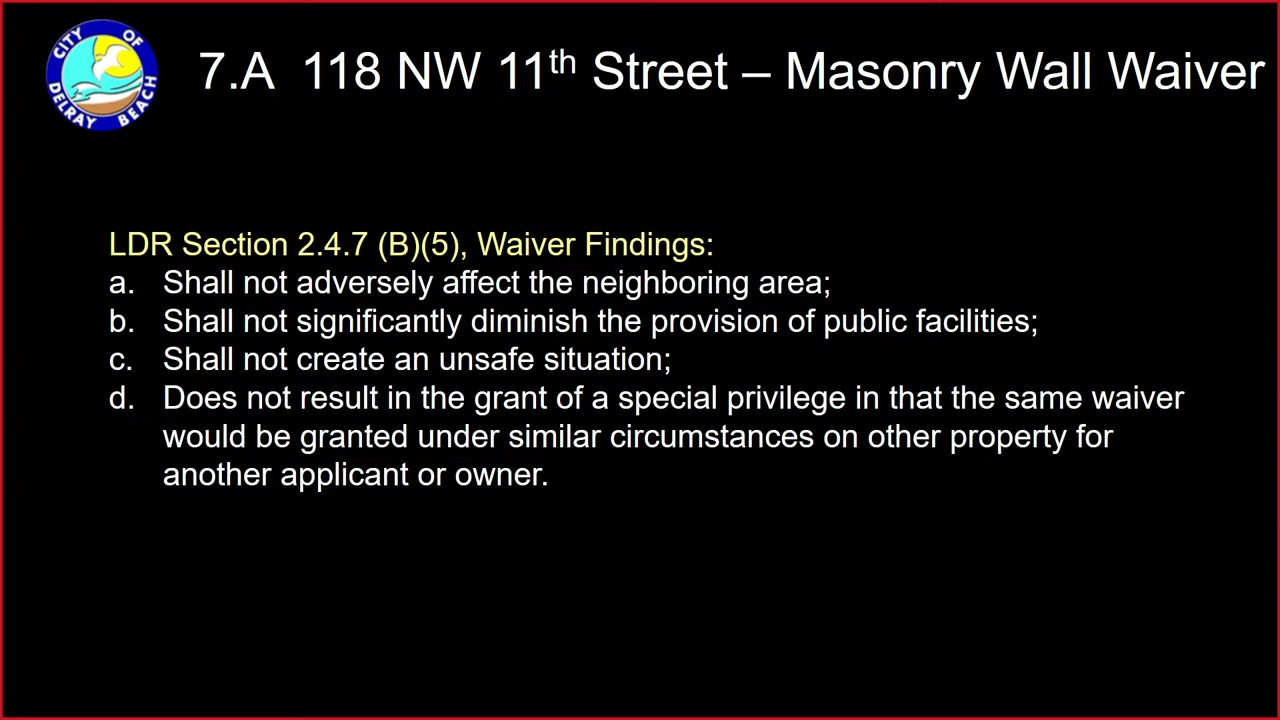 CITY OF
DELRAY BEACH
7.A 118 NW 11th Street – Masonry Wall Waiver
LDR Section 2.4.7 (B)(5), Waiver Findings:
a. Shall not adversely affect the neighboring area;
b. Shall not significantly diminish the provision of public facilities;
c. Shall not create an unsafe situation;
d. Does not result in the grant of a special privilege in that the same waiver
would be granted under similar circumstances on other property for
another applicant or owner.